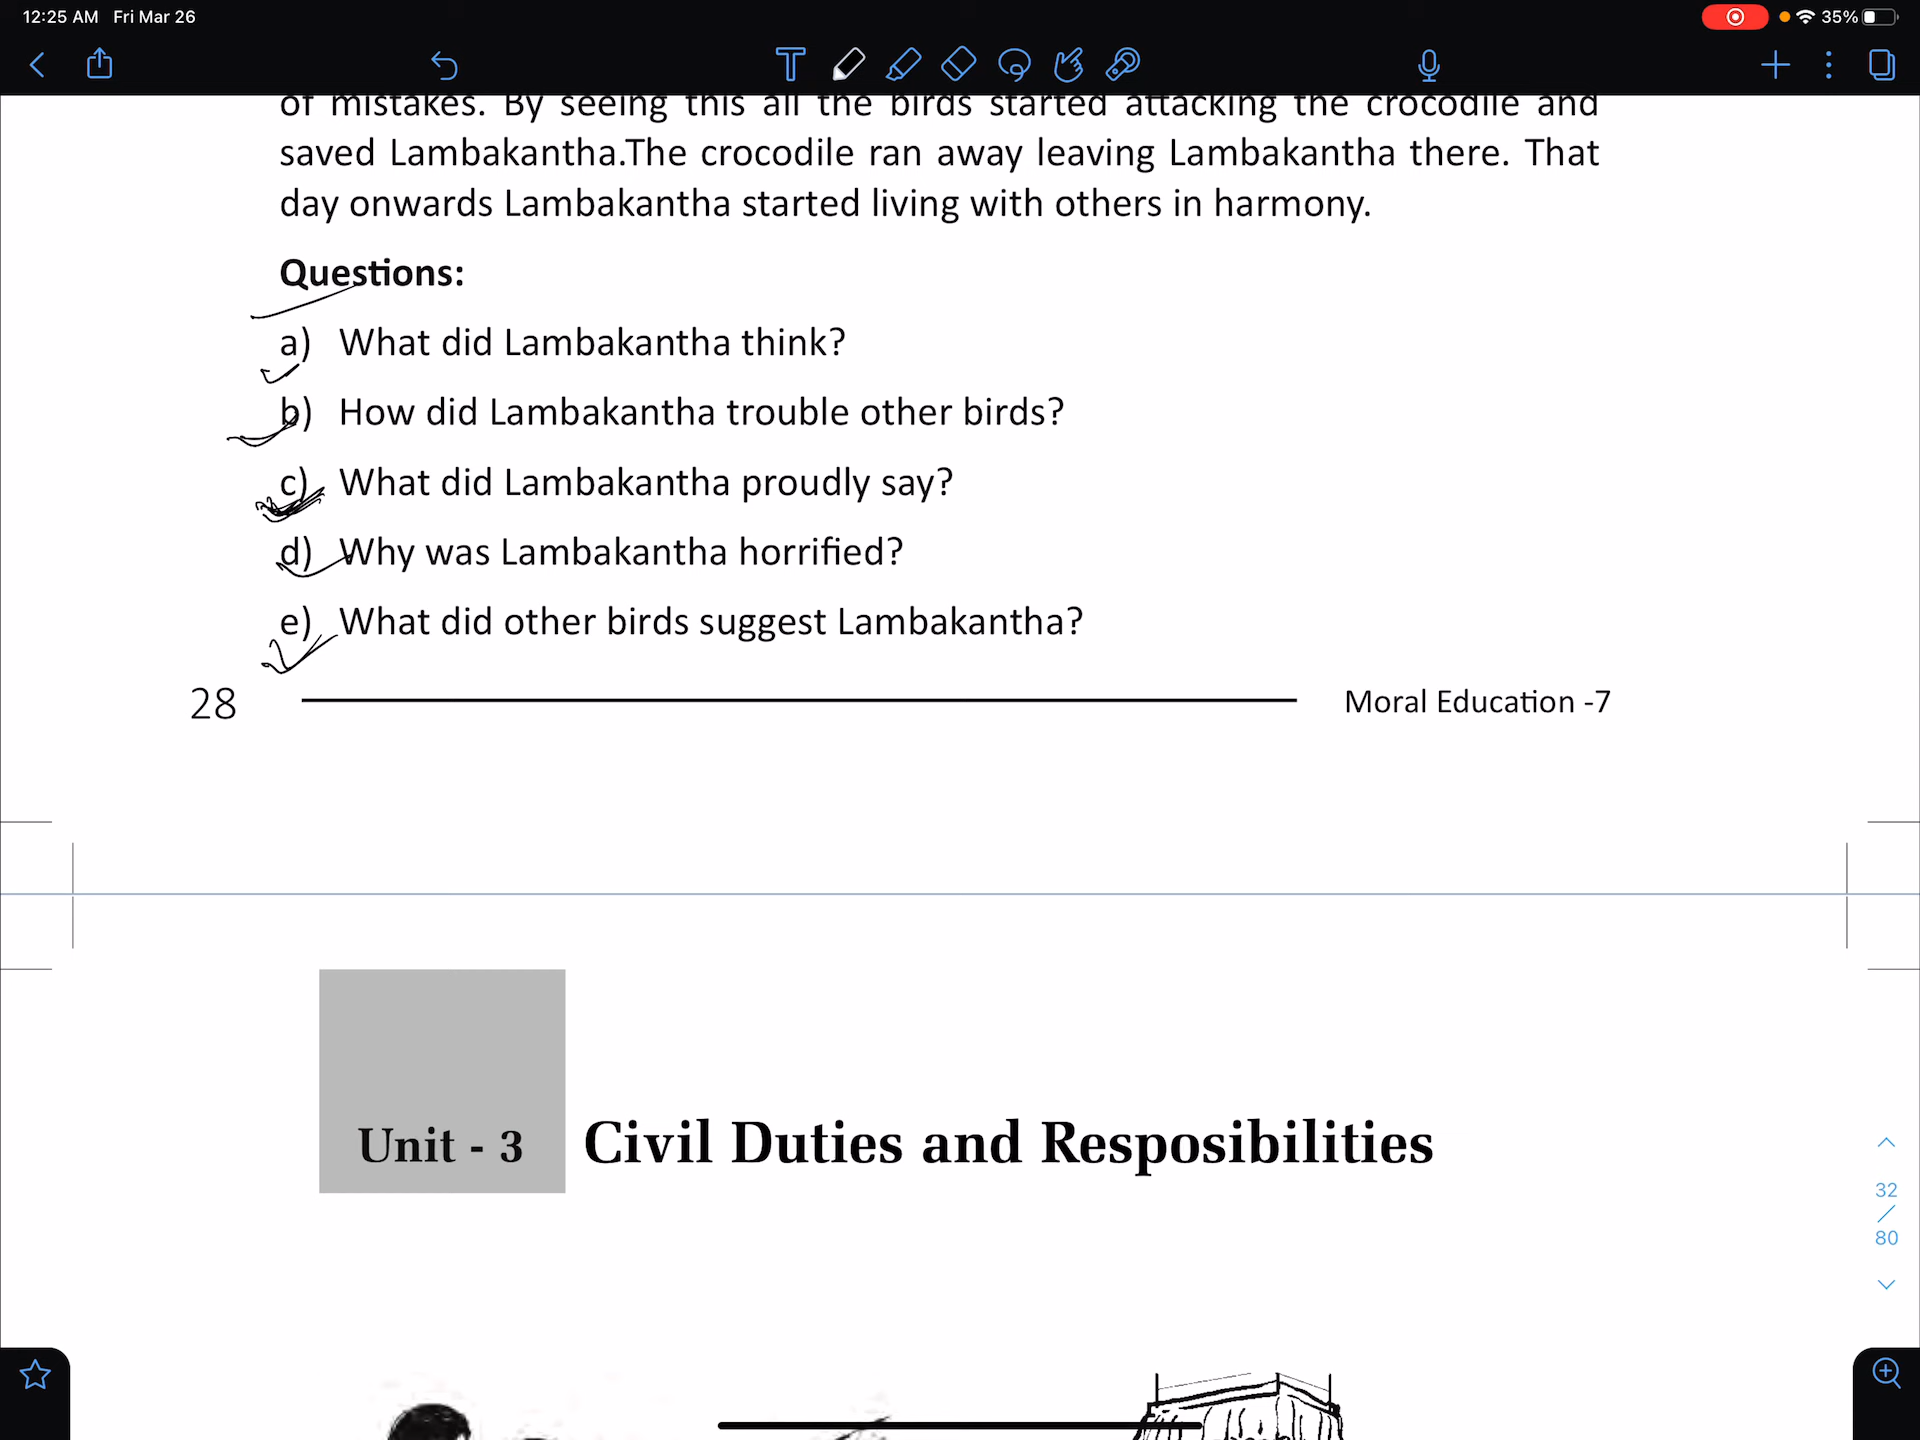 12:25 AM Fri Mar 26
35%
of mistakes. By seeing this all the birds started attacking the crocodile and
saved Lambakantha.The crocodile ran away leaving Lambakantha there. That
day onwards Lambakantha started living with others in harmony.
Questions:
a) What did Lambakantha think?
b) How did Lambakantha trouble other birds?
c) What did Lambakantha proudly say?
d) Why was Lambakantha horrified?
e) What did other birds suggest Lambakantha?
28
Moral Education -7
Unit - 3 Civil Duties and Resposibilities
32
/
80